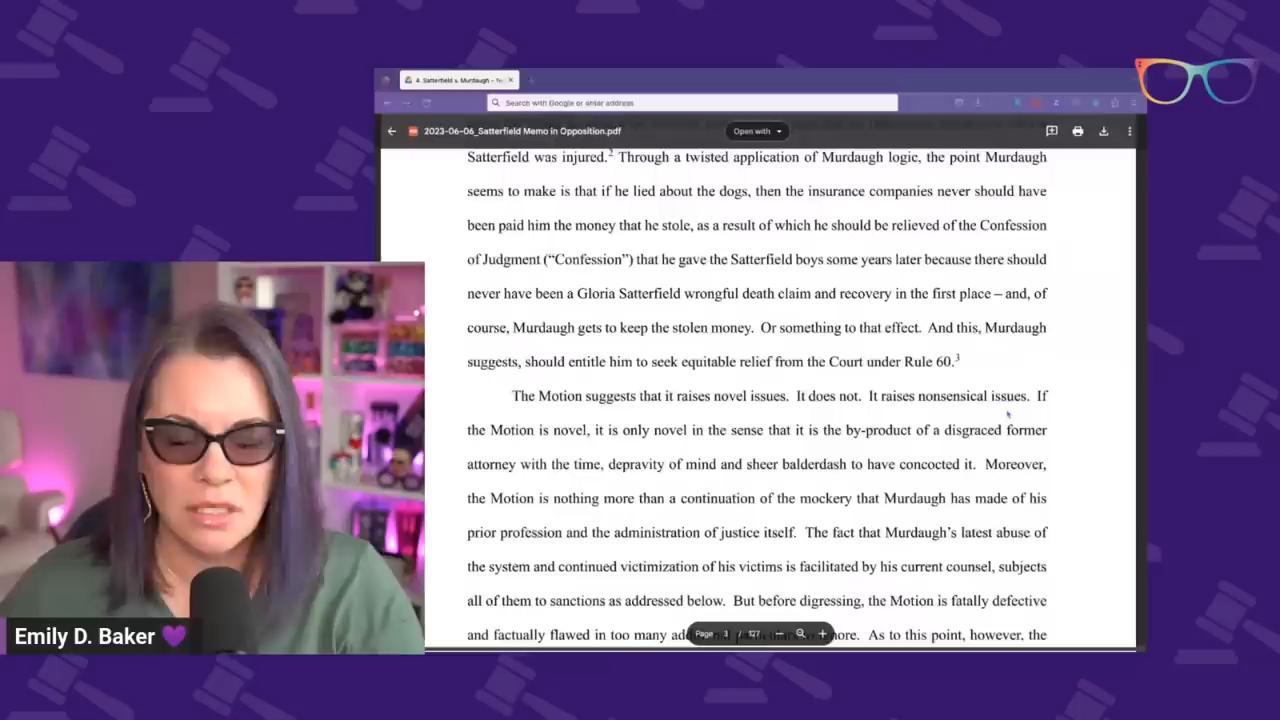 4. Satterfield v. Murdaugh -
Search with Google or enter address
2023-06-06_Satterfield Memo in Opposition.pdf
Open with
Satterfield was injured.2 Through a twisted application of Murdaugh logic, the point Murdaugh
seems to make is that if he lied about the dogs, then the insurance companies never should have
been paid him the money that he stole, as a result of which he should be relieved of the Confession
of Judgment (“Confession”) that he gave the Satterfield boys some years later because there should
never have been a Gloria Satterfield wrongful death claim and recovery in the first place – and, of
course, Murdaugh gets to keep the stolen money. Or something to that effect. And this, Murdaugh
suggests, should entitle him to seek equitable relief from the Court under Rule 60.3
The Motion suggests that it raises novel issues. It does not. It raises nonsensical issues. If
the Motion is novel, it is only novel in the sense that it is the by-product of a disgraced former
attorney with the time, depravity of mind and sheer balderdash to have concocted it. Moreover,
the Motion is nothing more than a continuation of the mockery that Murdaugh has made of his
prior profession and the administration of justice itself. The fact that Murdaugh’s latest abuse of
the system and continued victimization of his victims is facilitated by his current counsel, subjects
all of them to sanctions as addressed below. But before digressing, the Motion is fatally defective
and factually flawed in too many As to this point, however, the
Page 3 / 127
Emily D. Baker 💜